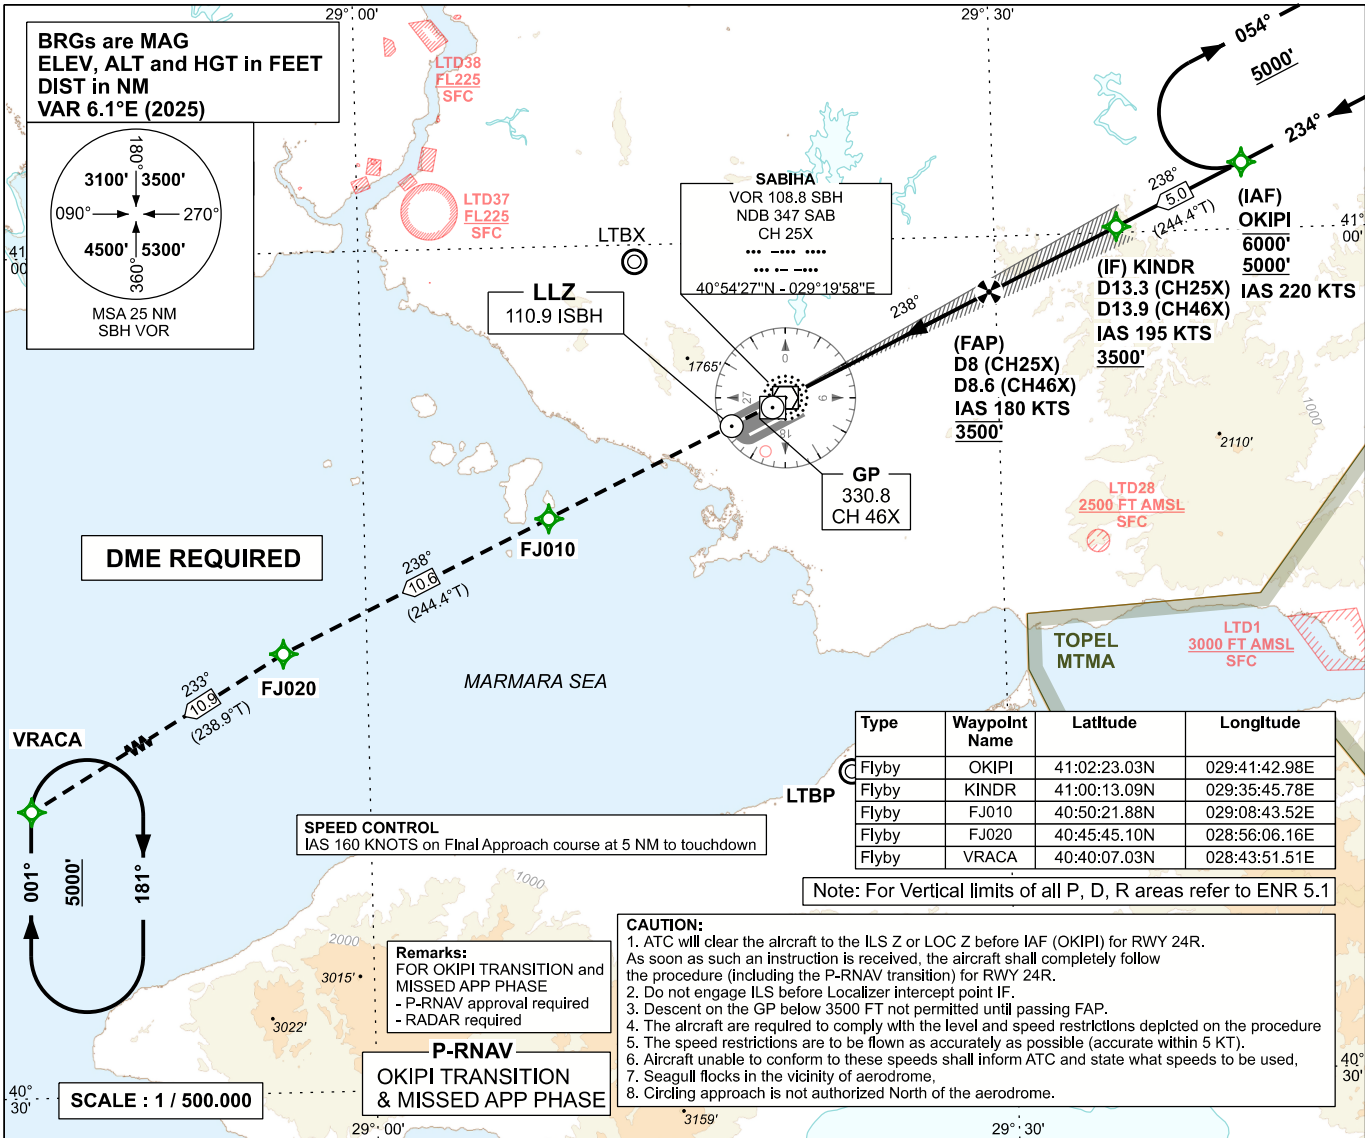 29° 00'
29° 30'
BRGs are MAG
ELEV, ALT and HGT in FEET
DIST in NM
VAR 6.1°E (2025)
180°
3100' 3500'
090° 270°
4500' 5300'
360°
MSA 25 NM
SBH VOR
LTD38
FL225
SFC
LTD37
FL225
SFC
LTBX
SABIHA
VOR 108.8 SBH
NDB 347 SAB
CH 25X
40°54'27"N - 029°19'58"E
LLZ
110.9 ISBH
054°
5000'
234°
238°
5.0
(244.4°T)
(IAF)
OKIPI
6000'
5000'
IAS 220 KTS
41°
00'
41
00'
(IF) KINDR
D13.3 (CH25X)
D13.9 (CH46X)
IAS 195 KTS
3500'
238°
(FAP)
D8 (CH25X)
D8.6 (CH46X)
IAS 180 KTS
3500'
1765'
0
27
9
18
1000
2110'
GP
330.8
CH 46X
LTD28
2500 FT AMSL
SFC
DME REQUIRED
FJ010
238°
10.6
(244.4°T)
LTD1
3000 FT AMSL
SFC
TOPEL
MTMA
MARMARA SEA
FJ020
233°
10.9
(238.9°T)
VRACA
001°
5000'
181°
LTBP
Type Waypoint Name Latitude Longitude
Flyby OKIPI 41:02:23.03N 029:41:42.98E
Flyby KINDR 41:00:13.09N 029:35:45.78E
Flyby FJ010 40:50:21.88N 029:08:43.52E
Flyby FJ020 40:45:45.10N 028:56:06.16E
Flyby VRACA 40:40:07.03N 028:43:51.51E
SPEED CONTROL
IAS 160 KNOTS on Final Approach course at 5 NM to touchdown
Note: For Vertical limits of all P, D, R areas refer to ENR 5.1
1000
2000
3015'
3022'
Remarks:
FOR OKIPI TRANSITION and
MISSED APP PHASE
- P-RNAV approval required
- RADAR required
CAUTION:
1. ATC will clear the aircraft to the ILS Z or LOC Z before IAF (OKIPI) for RWY 24R.
As soon as such an instruction is received, the aircraft shall completely follow
the procedure (including the P-RNAV transition) for RWY 24R.
2. Do not engage ILS before Localizer intercept point IF.
3. Descent on the GP below 3500 FT not permitted until passing FAP.
4. The aircraft are required to comply with the level and speed restrictions depicted on the procedure
5. The speed restrictions are to be flown as accurately as possible (accurate within 5 KT).
6. Aircraft unable to conform to these speeds shall inform ATC and state what speeds to be used,
7. Seagull flocks in the vicinity of aerodrome,
8. Circling approach is not authorized North of the aerodrome.
P-RNAV
OKIPI TRANSITION
& MISSED APP PHASE
40°
30'
40°
30'
SCALE : 1 / 500.000
3159'
29° 00'
29° 30'